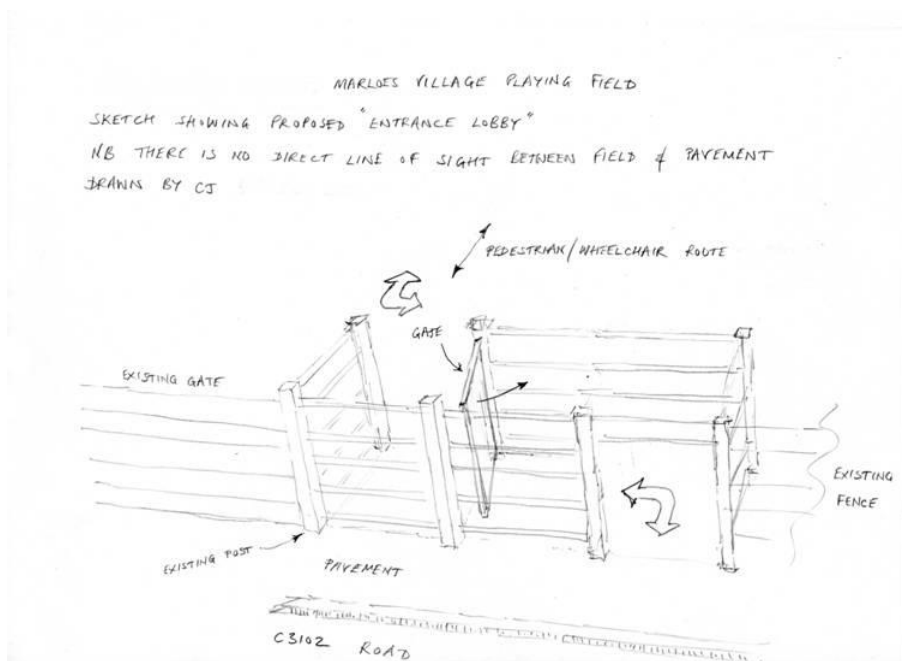 MARLOES VILLAGE PLAYING FIELD
SKETCH SHOWING PROPOSED "ENTRANCE LOBBY"
NB THERE IS NO DIRECT LINE OF SIGHT BETWEEN FIELD & PAVEMENT
DRAWN BY CJ
PEDESTRIAN/WHEELCHAIR ROUTE
GATE
EXISTING GATE
EXISTING
FENCE
EXISTING POST
PAVEMENT
C3102 ROAD